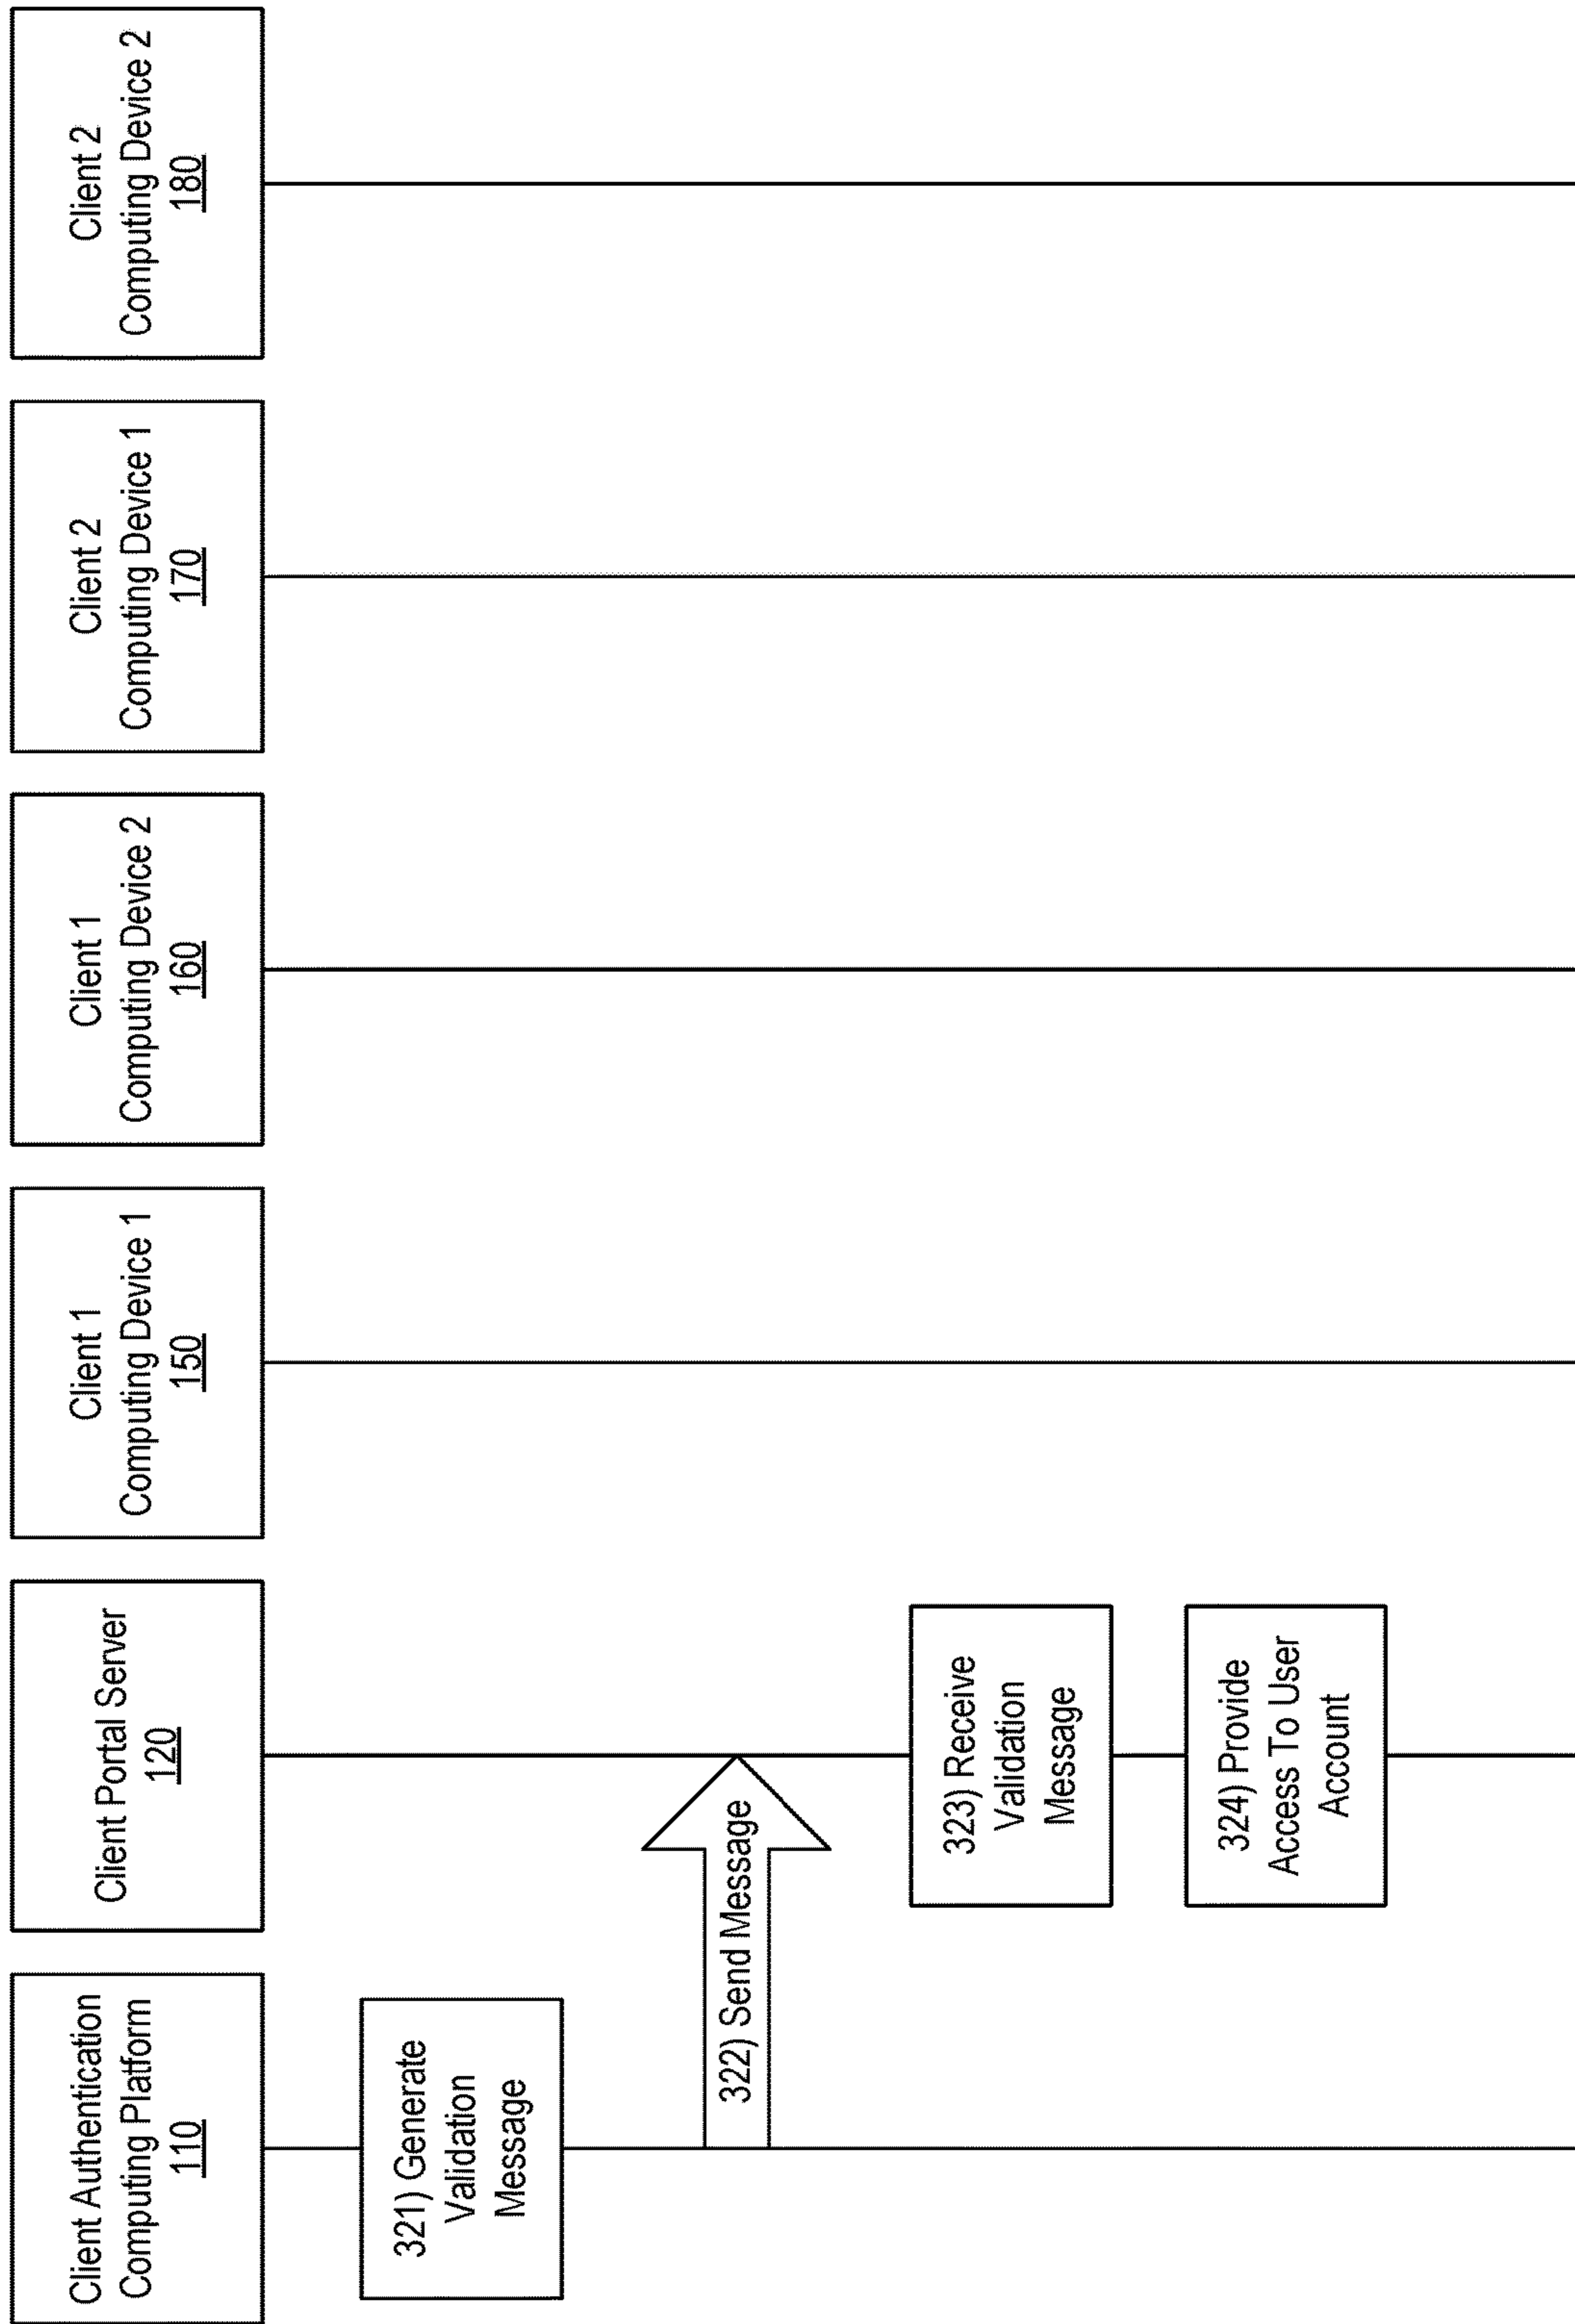 Client Authentication
Computing Platform
110
Client Portal Server
120
Client 1
Computing Device 1
150
Client 1
Computing Device 2
160
Client 2
Computing Device 1
170
Client 2
Computing Device 2
180
321) Generate
Validation
Message
322) Send Message
323) Receive
Validation
Message
324) Provide
Access To User
Account